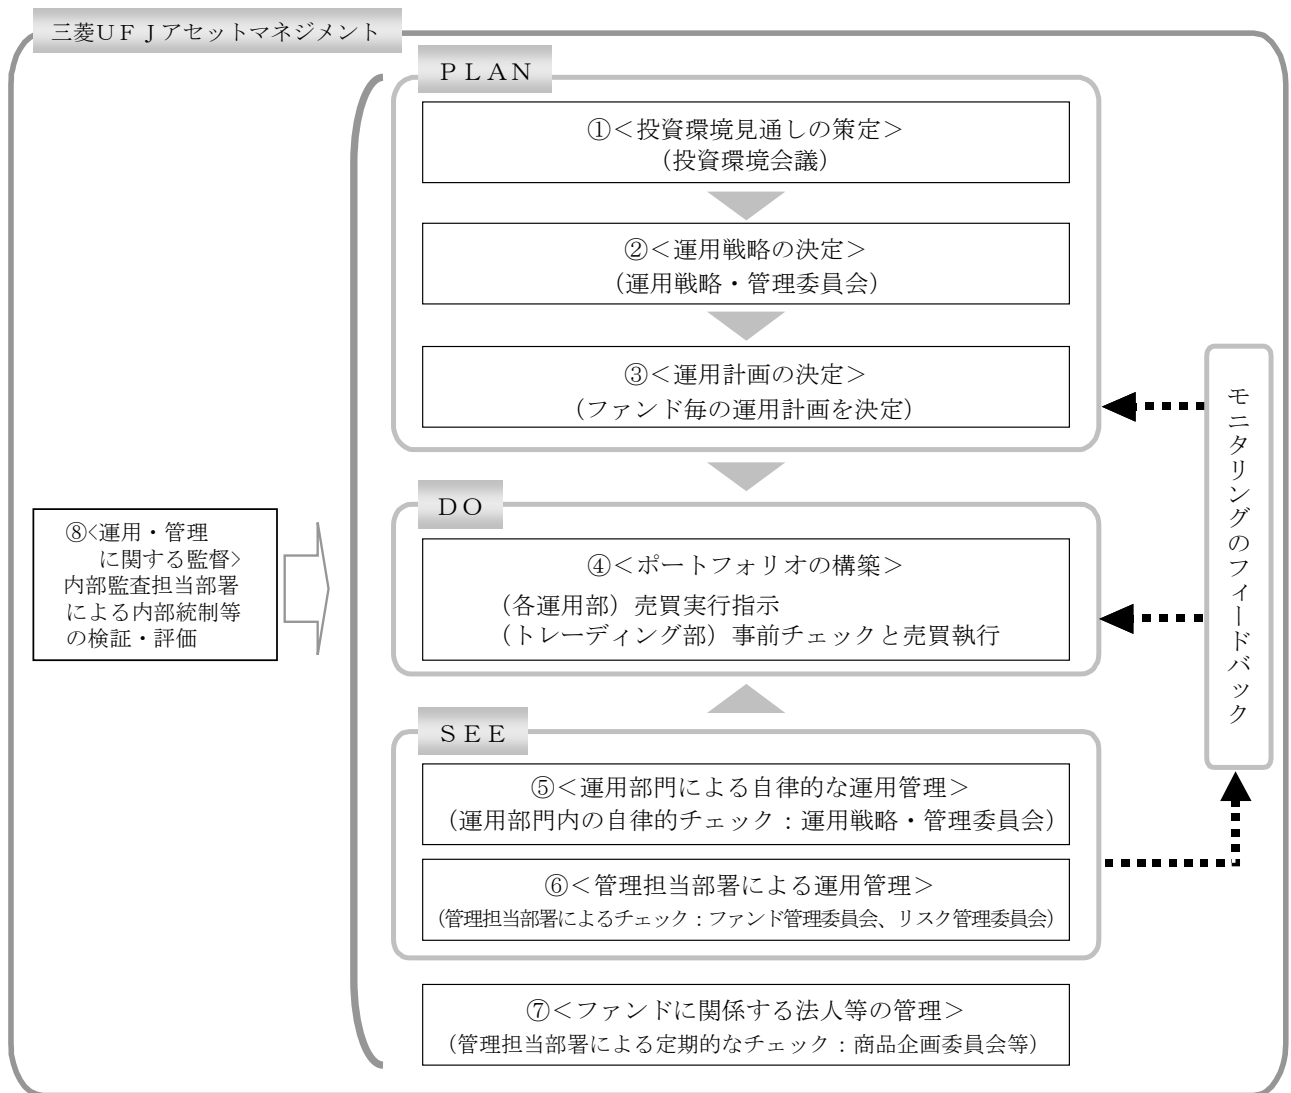 三菱UFJアセットマネジメント
PLAN
①＜投資環境見通しの策定＞
（投資環境会議）
②＜運用戦略の決定＞
（運用戦略・管理委員会）
③＜運用計画の決定＞
（ファンド毎の運用計画を決定）
DO
④＜ポートフォリオの構築＞
（各運用部）売買実行指示
（トレーディング部）事前チェックと売買執行
SEE
⑤＜運用部門による自律的な運用管理＞
（運用部門内の自律的チェック：運用戦略・管理委員会）
⑥＜管理担当部署による運用管理＞
（管理担当部署によるチェック：ファンド管理委員会、リスク管理委員会）
⑦＜ファンドに関係する法人等の管理＞
（管理担当部署による定期的なチェック：商品企画委員会等）
⑧<運用・管理
に関する監督>
内部監査担当部署
による内部統制等
の検証・評価
モニタリングのフィードバック